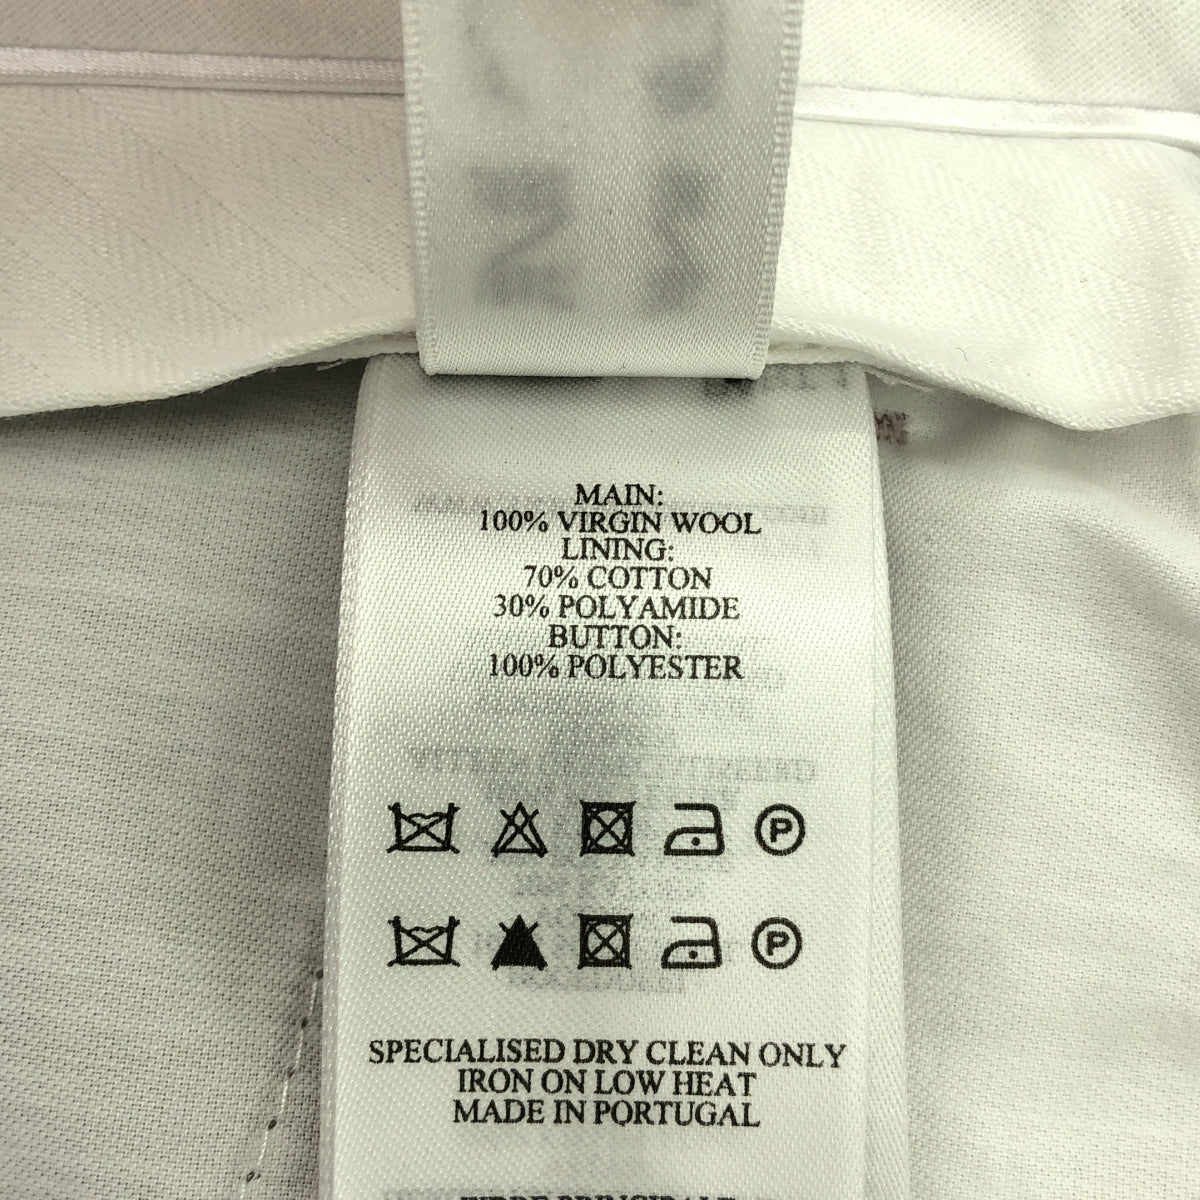 MAIN:
100% VIRGIN WOOL
LINING:
70% COTTON
30% POLYAMIDE
BUTTON:
100% POLYESTER
P
P
SPECIALISED DRY CLEAN ONLY
IRON ON LOW HEAT
MADE IN PORTUGAL